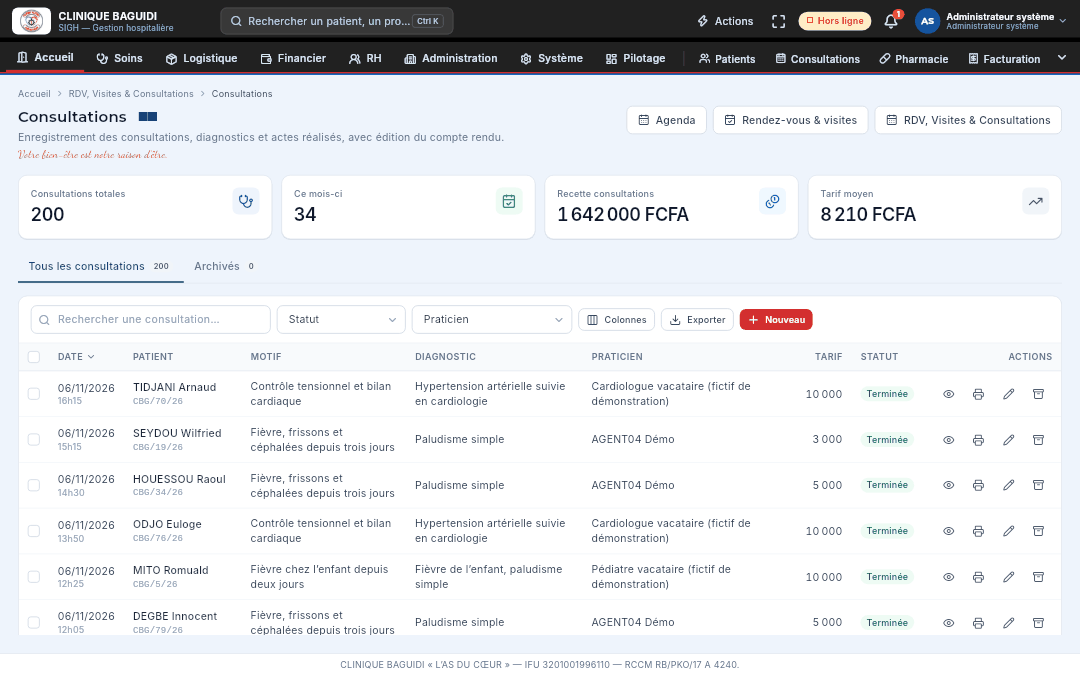 CLINIQUE BAGUIDI
SIGH — Gestion hospitalière
Rechercher un patient, un pro... Ctrl K
Actions
Hors ligne
1
AS
Administrateur système
Administrateur système
Accueil
Soins
Logistique
Financier
RH
Administration
Système
Pilotage
Patients
Consultations
Pharmacie
Facturation
Accueil > RDV, Visites & Consultations > Consultations
Consultations
Enregistrement des consultations, diagnostics et actes réalisés, avec édition du compte rendu.
Votre bien-être est notre raison d'être.
Agenda
Rendez-vous & visites
RDV, Visites & Consultations
Consultations totales
200
Ce mois-ci
34
Recette consultations
1 642 000 FCFA
Tarif moyen
8 210 FCFA
Tous les consultations 200
Archivés 0
Rechercher une consultation...
Statut
Praticien
Colonnes
Exporter
Nouveau
DATE PATIENT MOTIF DIAGNOSTIC PRATICIEN TARIF STATUT ACTIONS
06/11/2026 TIDJANI Arnaud Contrôle tensionnel et bilan Hypertension artérielle suivie Cardiologue vacataire (fictif de 10 000 Terminée
16h15 CBG/70/26 cardiaque en cardiologie démonstration)
06/11/2026 SEYDOU Wilfried Fièvre, frissons et Paludisme simple AGENT04 Démo 3 000 Terminée
15h15 CBG/19/26 céphalées depuis trois jours
06/11/2026 HOUESSOU Raoul Fièvre, frissons et Paludisme simple AGENT04 Démo 5 000 Terminée
14h30 CBG/34/26 céphalées depuis trois jours
06/11/2026 ODJO Euloge Contrôle tensionnel et bilan Hypertension artérielle suivie Cardiologue vacataire (fictif de 10 000 Terminée
13h50 CBG/76/26 cardiaque en cardiologie démonstration)
06/11/2026 MITO Romuald Fièvre chez l'enfant depuis Fièvre de l'enfant, paludisme Pédiatre vacataire (fictif de 10 000 Terminée
12h25 CBG/5/26 deux jours simple démonstration)
06/11/2026 DEGBE Innocent Fièvre, frissons et Paludisme simple AGENT04 Démo 5 000 Terminée
12h05 CBG/79/26 céphalées depuis trois jours
CLINIQUE BAGUIDI « L'AS DU CŒUR » — IFU 3201001996110 — RCCM RB/PKO/17 A 4240.